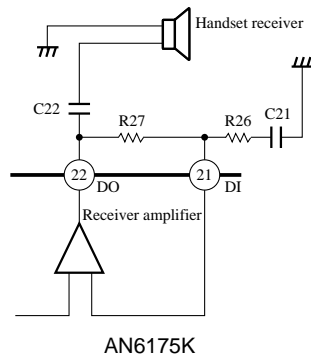 Handset receiver
C22
R27
R26
C21
22
DO
21
DI
Receiver amplifier
AN6175K